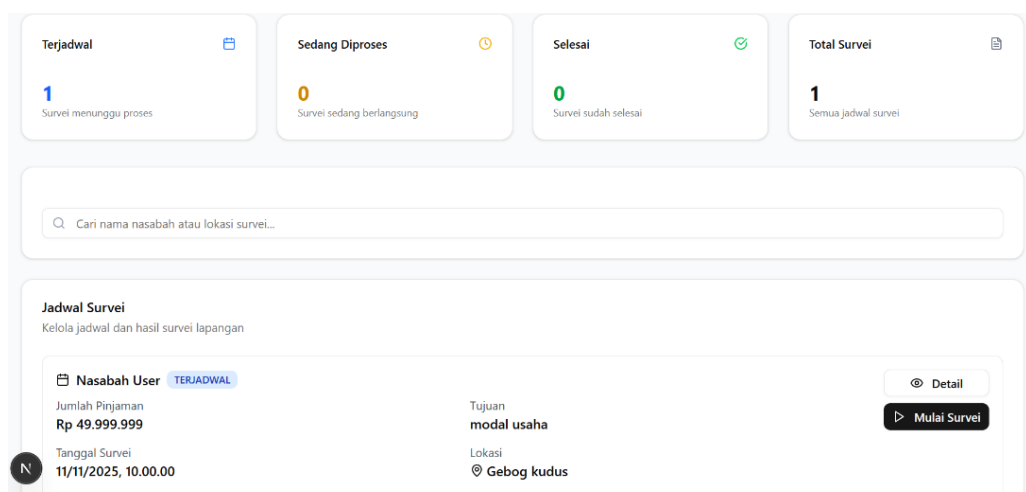 Terjadwal
Sedang Diproses
Selesai
Total Survei
1
0
0
1
Survei menunggu proses
Survei sedang berlangsung
Survei sudah selesai
Semua jadwal survei
Cari nama nasabah atau lokasi survei...
Jadwal Survei
Kelola jadwal dan hasil survei lapangan
Nasabah User TERJADWAL
Detail
Jumlah Pinjaman
Tujuan
Rp 49.999.999
modal usaha
Mulai Survei
Tanggal Survei
Lokasi
N
11/11/2025, 10.00.00
Gebog kudus